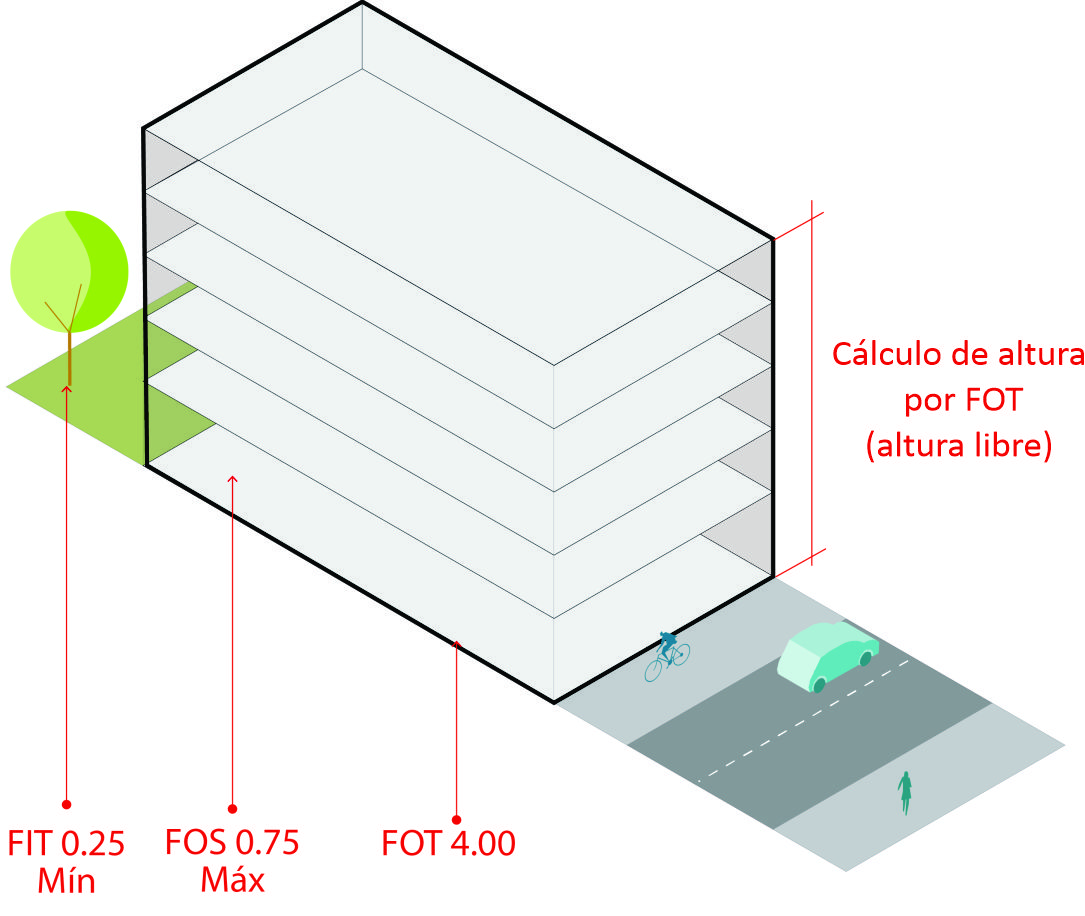 Cálculo de altura
por FOT
(altura libre)
FIT 0.25
Mín
FOS 0.75
Máx
FOT 4.00